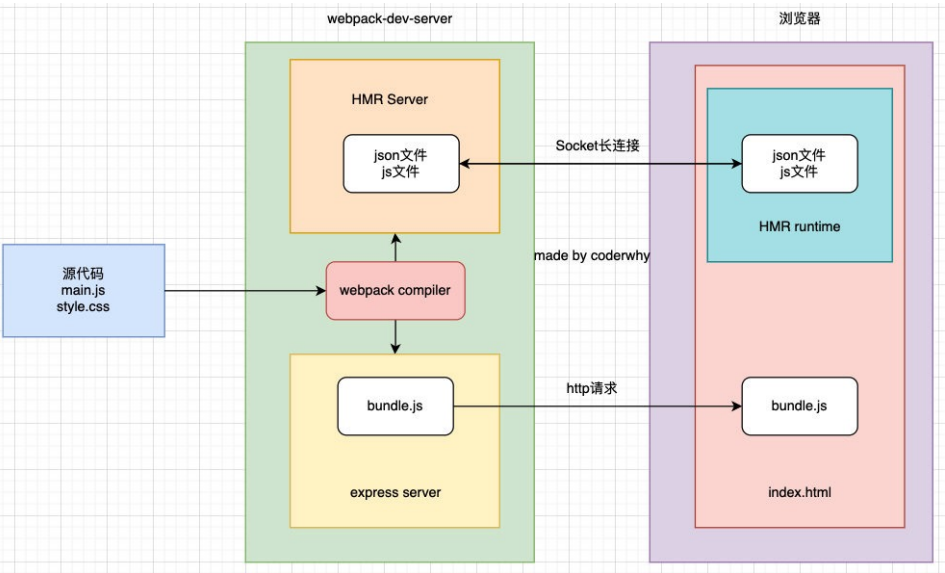 webpack-dev-server
浏览器
HMR Server
json文件
js文件
Socket长连接
json文件
js文件
HMR runtime
made by coderwhy
源代码
main.js
style.css
webpack compiler
bundle.js
http请求
bundle.js
express server
index.html